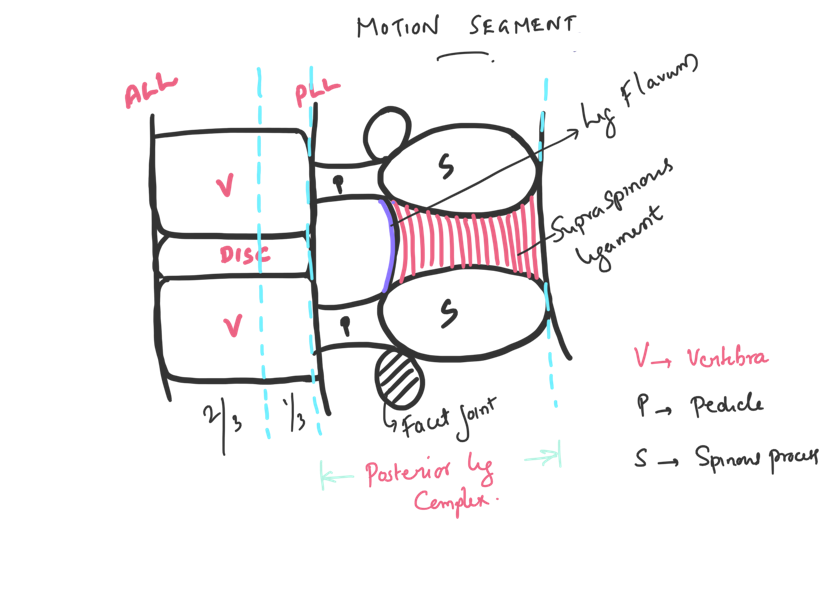 MOTION SEGMENT
ALL
PLL
Lig Flavum
V
P
S
Supraspinous
ligament
DISC
V
P
S
2/3
1/3
Facet Joint
Posterior lig
Complex.
V → Vertebra
P → Pedicle
S → Spinous process